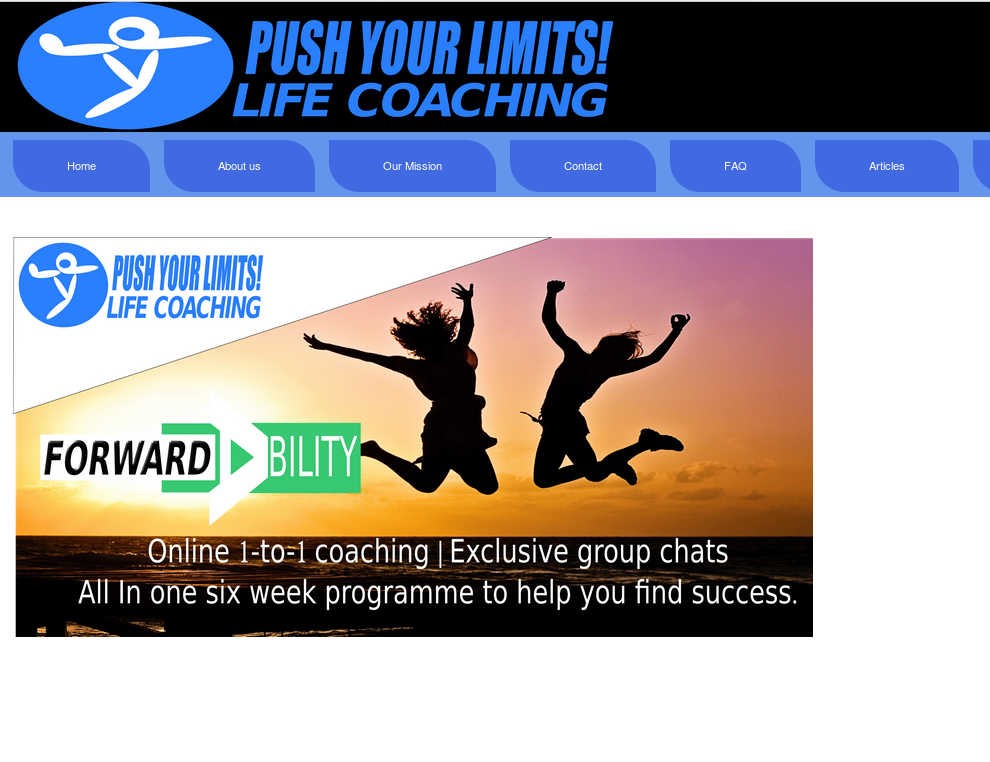 PUSH YOUR LIMITS!
LIFE COACHING
Home About us Our Mission Contact FAQ Articles
PUSH YOUR LIMITS!
LIFE COACHING
FORWARD BILITY
Online 1-to-1 coaching | Exclusive group chats
All In one six week programme to help you find success.